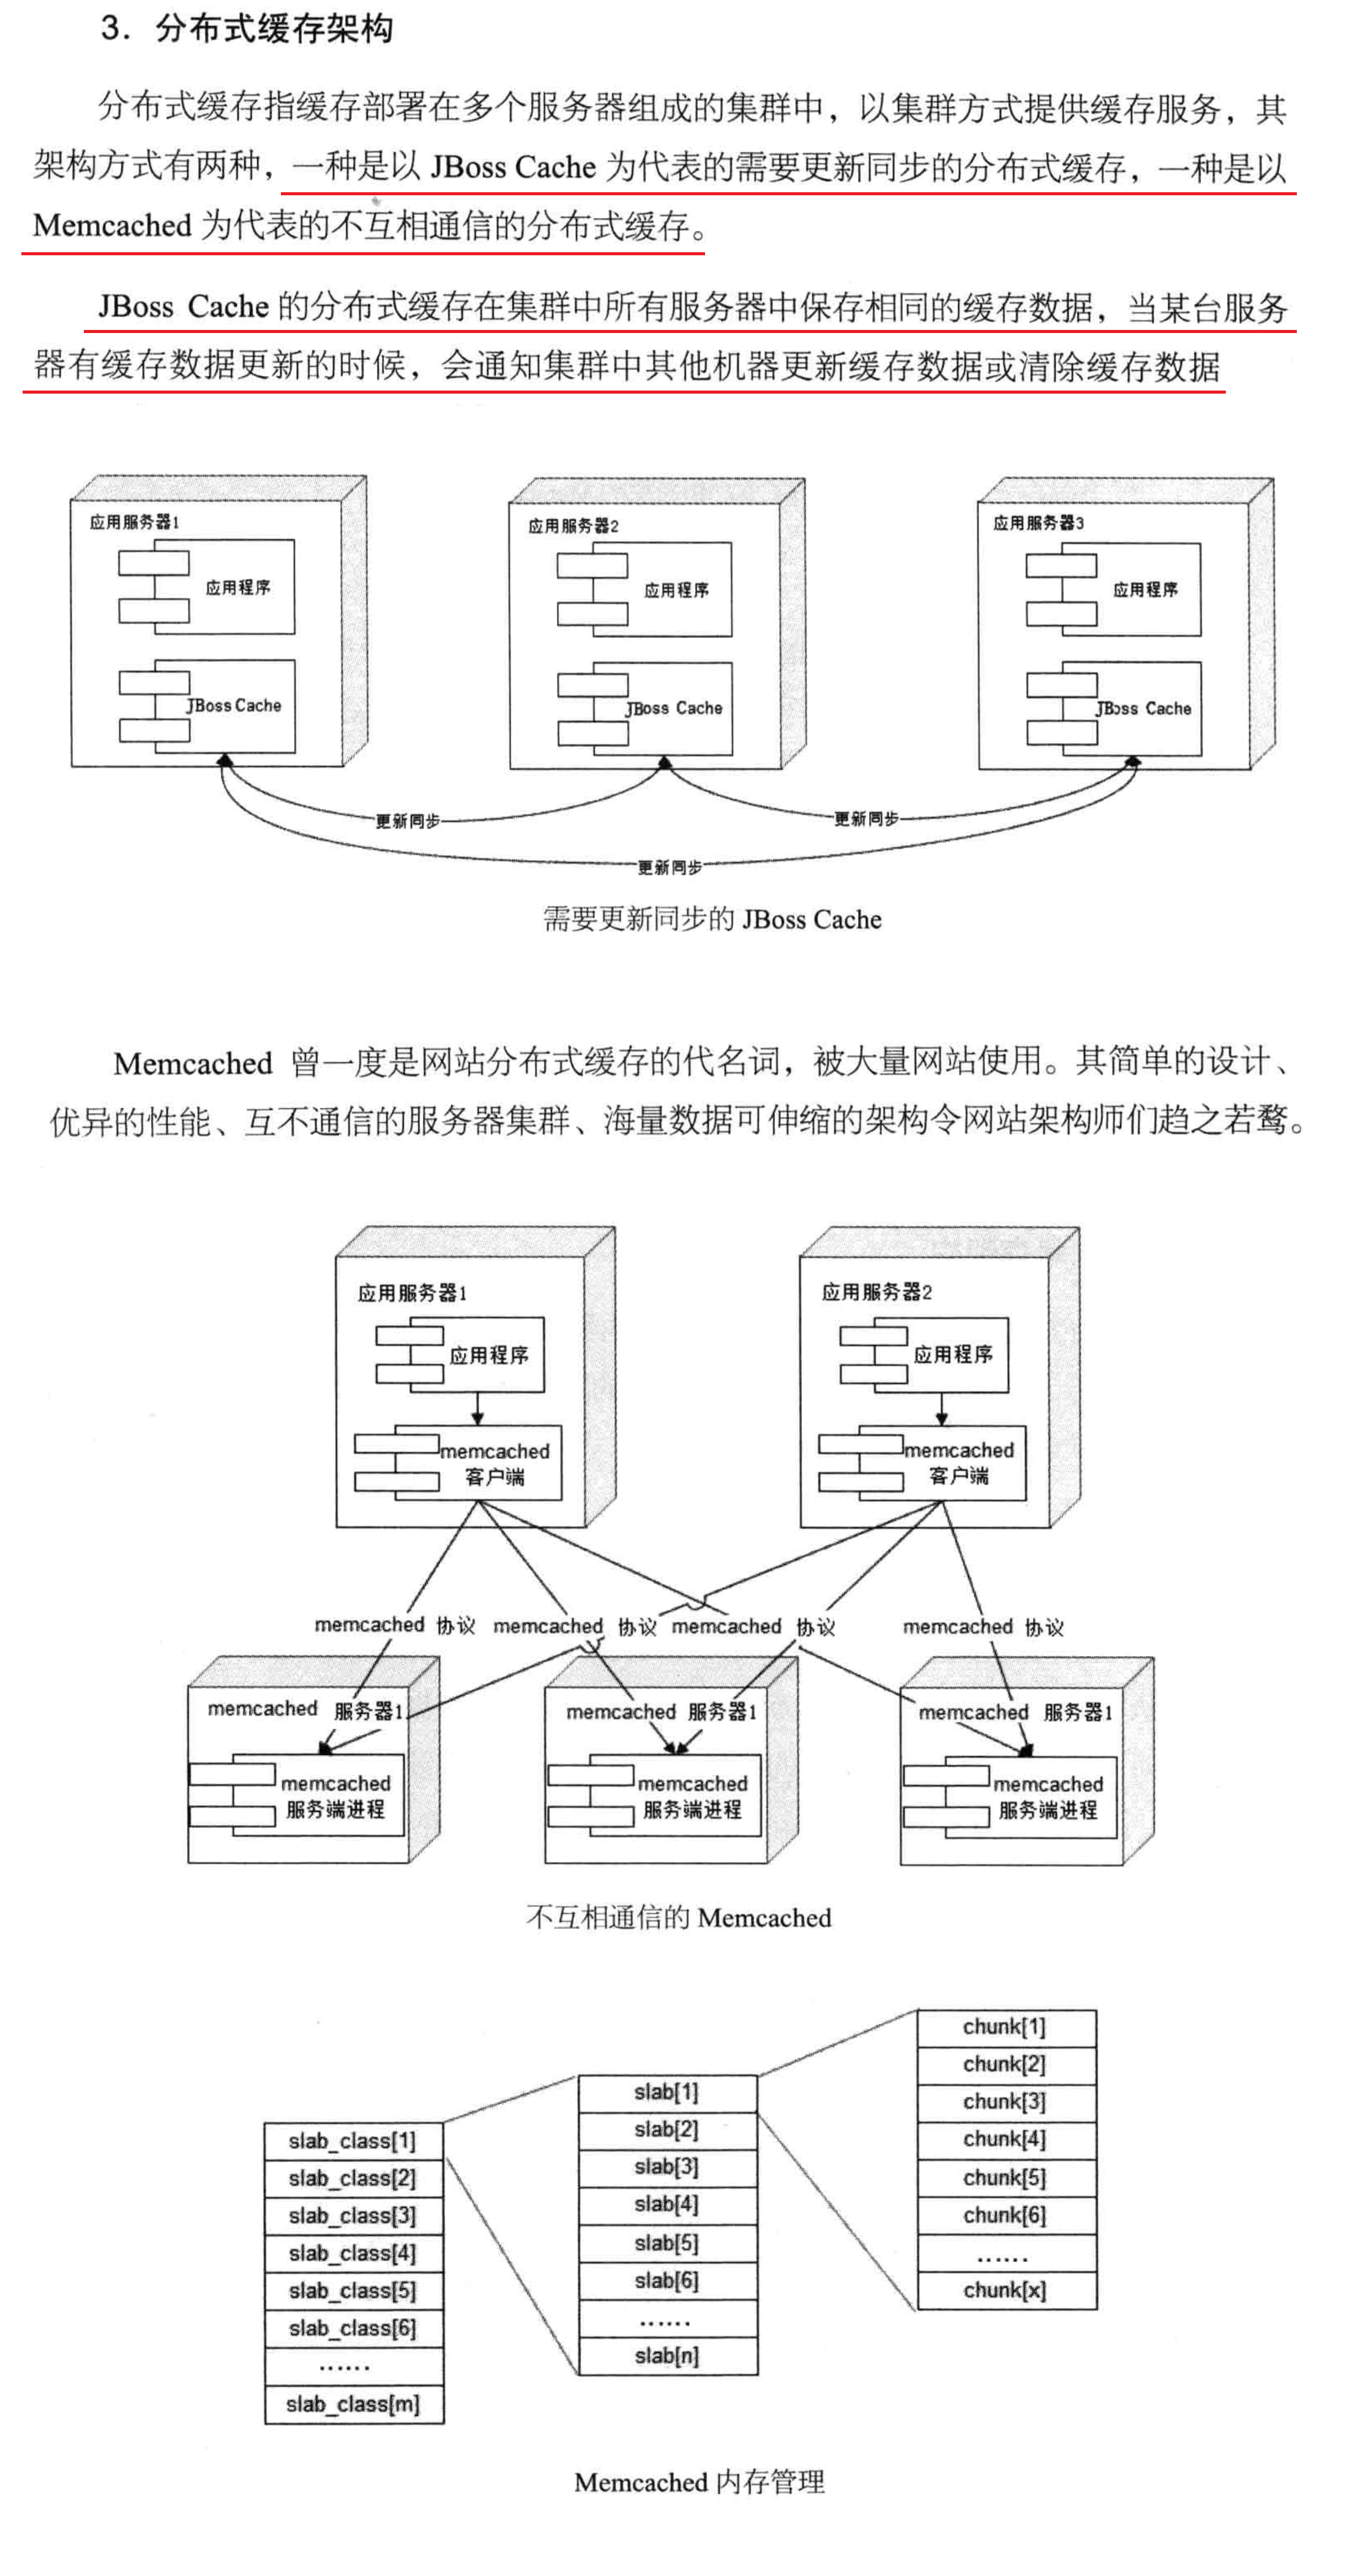 3．分布式缓存架构
分布式缓存指缓存部署在多个服务器组成的集群中，以集群方式提供缓存服务，其
架构方式有两种，一种是以 JBoss Cache 为代表的需要更新同步的分布式缓存，一种是以
Memcached 为代表的不互相通信的分布式缓存。
JBoss Cache 的分布式缓存在集群中所有服务器中保存相同的缓存数据，当某台服务
器有缓存数据更新的时候，会通知集群中其他机器更新缓存数据或清除缓存数据
应用服务器1
应用程序
JBoss Cache
应用服务器2
应用程序
JBoss Cache
应用服务器3
应用程序
JBoss Cache
更新同步
更新同步
更新同步
需要更新同步的 JBoss Cache
Memcached 曾一度是网站分布式缓存的代名词，被大量网站使用。其简单的设计、
优异的性能、互不通信的服务器集群、海量数据可伸缩的架构令网站架构师们趋之若鹜。
应用服务器1
应用程序
memcached
客户端
应用服务器2
应用程序
memcached
客户端
memcached 协议
memcached 协议
memcached 协议
memcached 协议
memcached 服务器1
memcached
服务端进程
memcached 服务器1
memcached
服务端进程
memcached 服务器1
memcached
服务端进程
不互相通信的 Memcached
slab_class[1]
slab_class[2]
slab_class[3]
slab_class[4]
slab_class[5]
slab_class[6]
……
slab_class[m]
slab[1]
slab[2]
slab[3]
slab[4]
slab[5]
slab[6]
……
slab[n]
chunk[1]
chunk[2]
chunk[3]
chunk[4]
chunk[5]
chunk[6]
……
chunk[x]
Memcached 内存管理